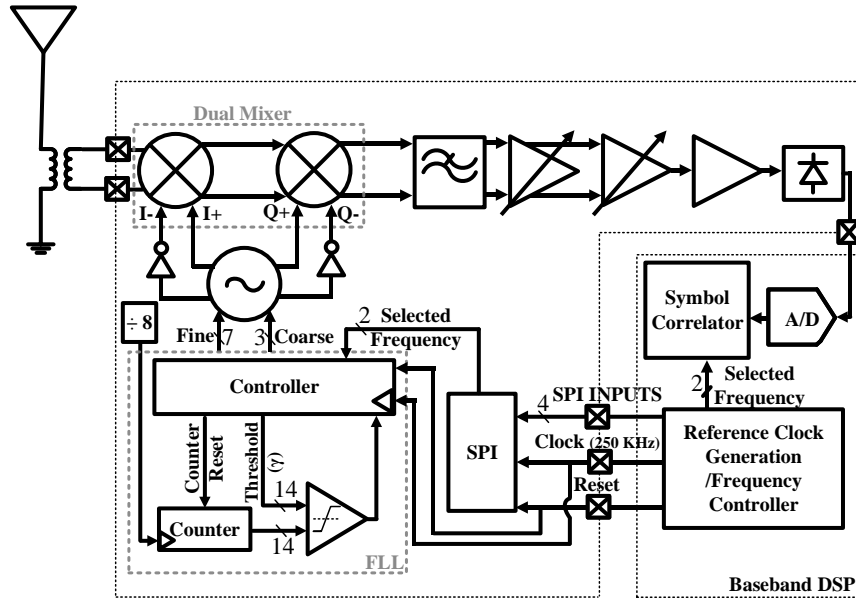 Dual Mixer
I- I+ Q+ Q-
÷ 8
Fine 7 3 Coarse
2 Selected
Frequency
Controller
Counter
Reset
Threshold
(γ)
14
Counter
14
FLL
SPI
4 SPI INPUTS
Clock (250 KHz)
Reset
Symbol
Correlator
A/D
2 Selected
Frequency
Reference Clock
Generation
/Frequency
Controller
Baseband DSP